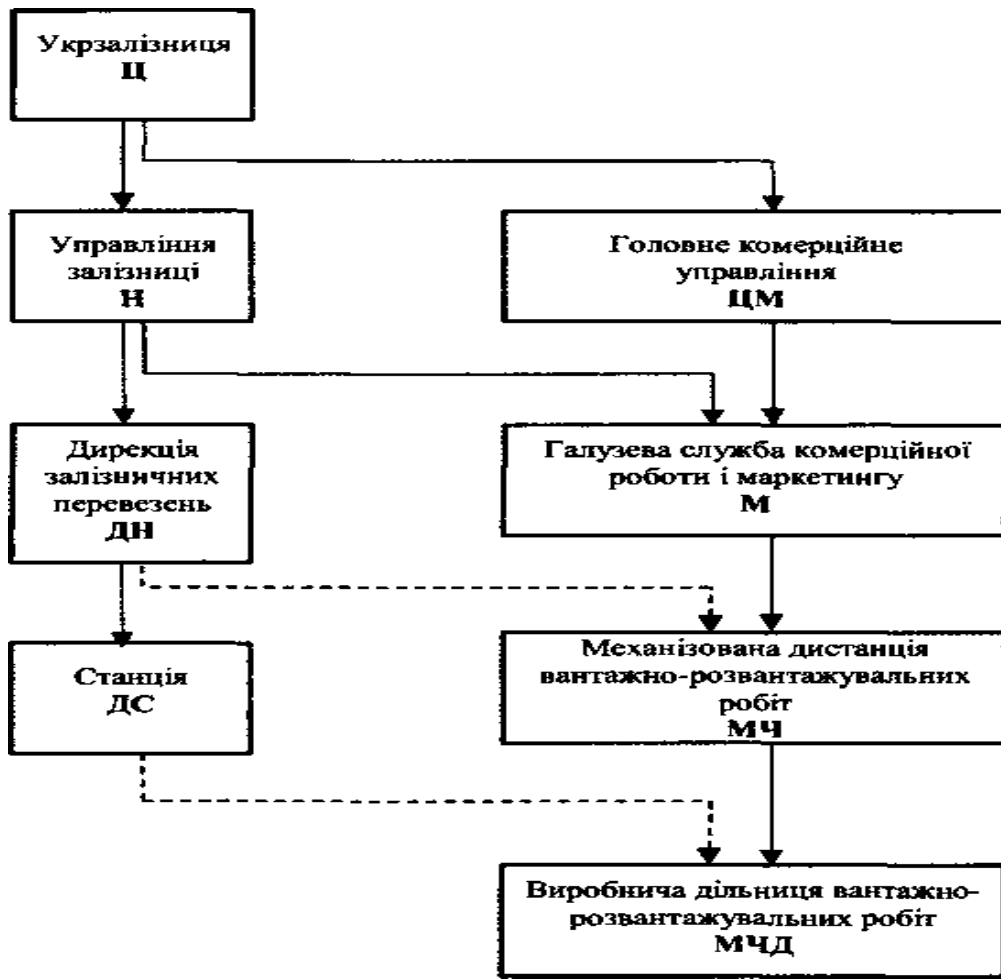 Укрзалізниця
Ц
Управління
залізниці
Н
Головне комерційне
управління
ЦМ
Дирекція
залізничних
перевезень
ДН
Галузева служба комерційної
роботи і маркетингу
М
Станція
ДС
Механізована дистанція
вантажно-розвантажувальних
робіт
МЧ
Виробнича дільниця вантажно-
розвантажувальних робіт
МЧД